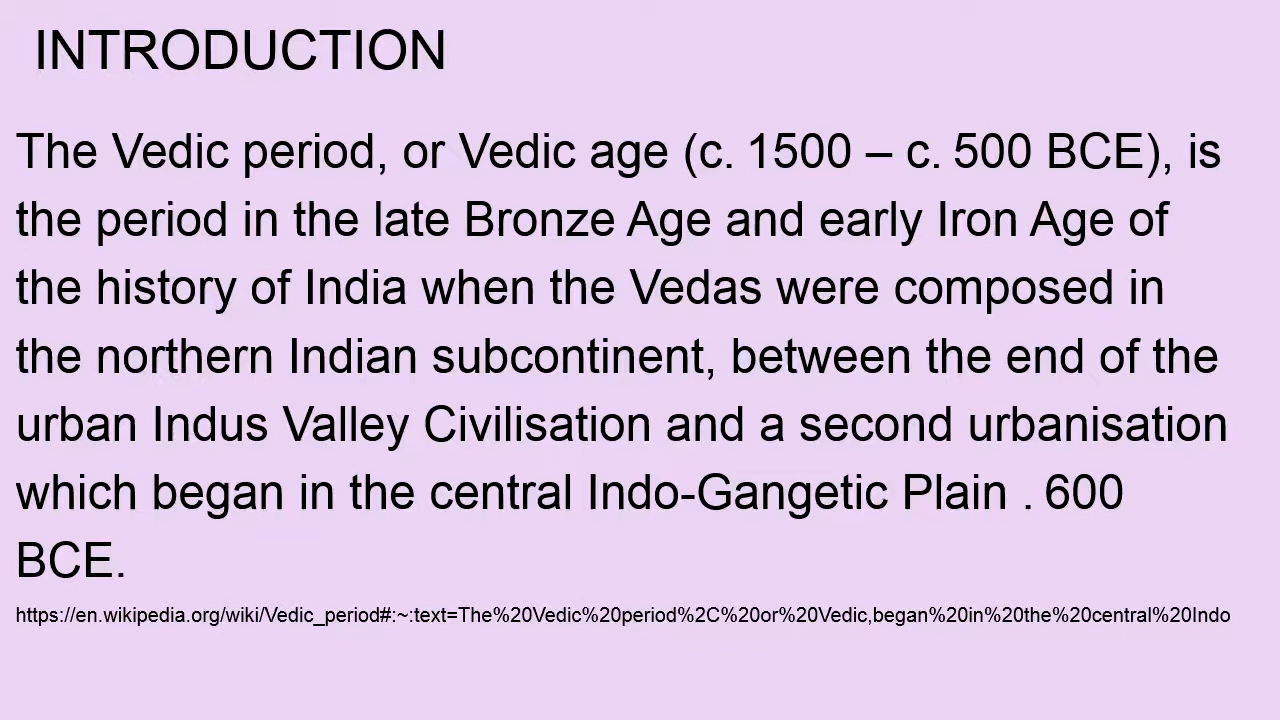 INTRODUCTION
The Vedic period, or Vedic age (c. 1500 – c. 500 BCE), is
the period in the late Bronze Age and early Iron Age of
the history of India when the Vedas were composed in
the northern Indian subcontinent, between the end of the
urban Indus Valley Civilisation and a second urbanisation
which began in the central Indo-Gangetic Plain . 600
BCE.
https://en.wikipedia.org/wiki/Vedic_period#:~:text=The%20Vedic%20period%2C%20or%20Vedic,began%20in%20the%20central%20Indo